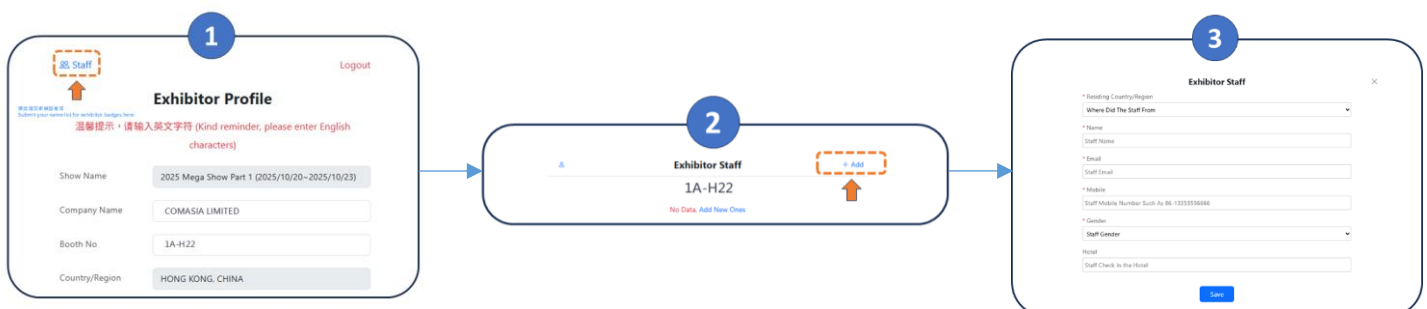 1
Staff
Logout
Exhibitor Profile
Submit your name list for exhibitor badges here
温馨提示，请输入英文字符 (Kind reminder, please enter English
characters)
Show Name
2025 Mega Show Part 1 (2025/10/20~2025/10/23)
Company Name
COMASIA LIMITED
Booth No
1A-H22
Country/Region
HONG KONG, CHINA
2
Exhibitor Staff
+ Add
1A-H22
No Data, Add New Ones
3
Exhibitor Staff
×
* Residing Country/Region
Where Did The Staff From
* Name
Staff Name
* Email
Staff Email
* Mobile
Staff Mobile Number Such As 86-13355556666
* Gender
Staff Gender
Hotel
Staff Check In the Hotel
Save